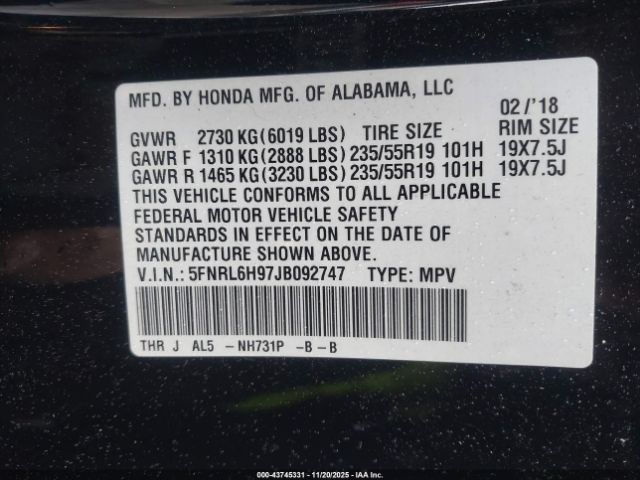 MFD. BY HONDA MFG. OF ALABAMA, LLC
02 /'18
GVWR 2730 KG(6019 LBS) TIRE SIZE RIM SIZE
GAWR F 1310 KG(2888 LBS) 235/55R19 101H 19X7.5J
GAWR R 1465 KG(3230 LBS) 235/55R19 101H 19X7.5J
THIS VEHICLE CONFORMS TO ALL APPLICABLE
FEDERAL MOTOR VEHICLE SAFETY
STANDARDS IN EFFECT ON THE DATE OF
MANUFACTURE SHOWN ABOVE.
V.I.N.: 5FNRL6H97JB092747 TYPE: MPV
THR J AL5 -NH731P -B-B
000-43745331 - 11/20/2025 - IAA Inc.